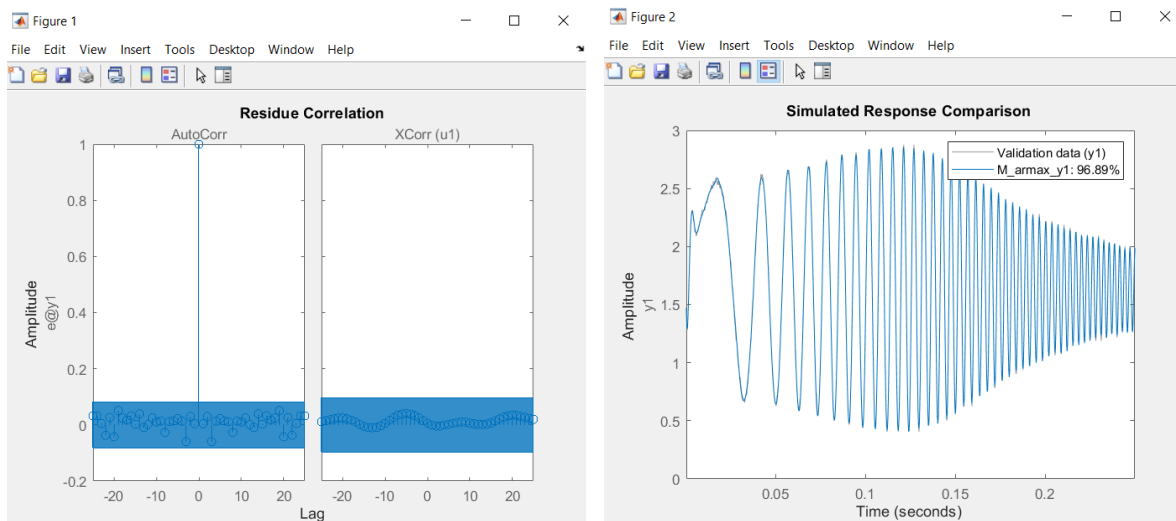 Figure 1
File Edit View Insert Tools Desktop Window Help
Residue Correlation
AutoCorr
XCorr (u1)
Amplitude
e@y1
1
0.8
0.6
0.4
0.2
0
-0.2
-20 -10 0 10 20
-20 -10 0 10 20
Lag
Figure 2
File Edit View Insert Tools Desktop Window Help
Simulated Response Comparison
Validation data (y1)
M_armax_y1: 96.89%
Amplitude
y1
3
2.5
2
1.5
1
0.5
0
0.05 0.1 0.15 0.2
Time (seconds)